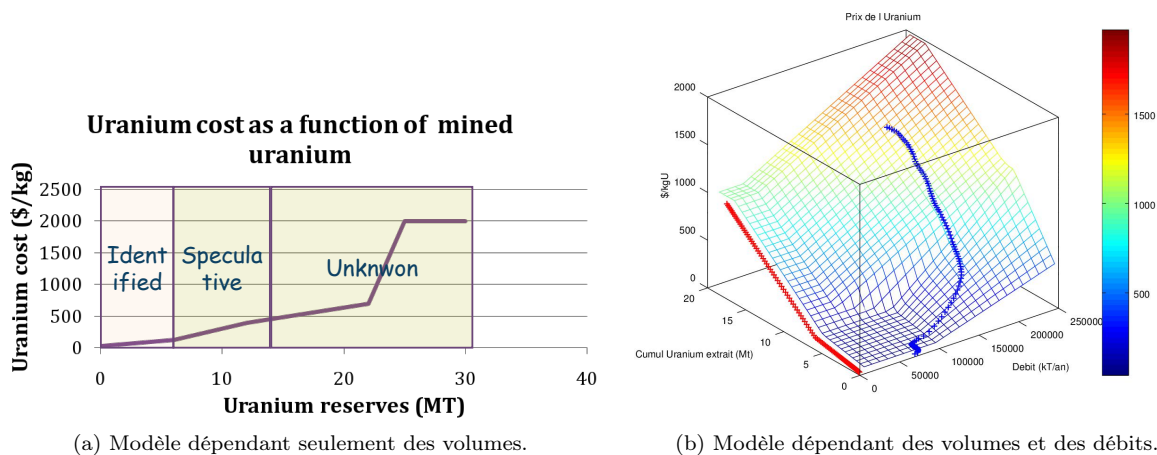 Uranium cost as a function of mined
uranium
Uranium cost ($/kg)
2500
2000
1500
1000
500
0
Ident
ified
Specula
tive
Unknwon
0
10
20
30
40
Uranium reserves (MT)
(a) Modèle dépendant seulement des volumes.
Prix de l Uranium
$/kgU
2000
1500
1000
500
0
20
15
10
5
0
Cumul Uranium extrait (Mt)
0
50000
100000
150000
200000
250000
Debit (kT/an)
1500
1000
500
(b) Modèle dépendant des volumes et des débits.